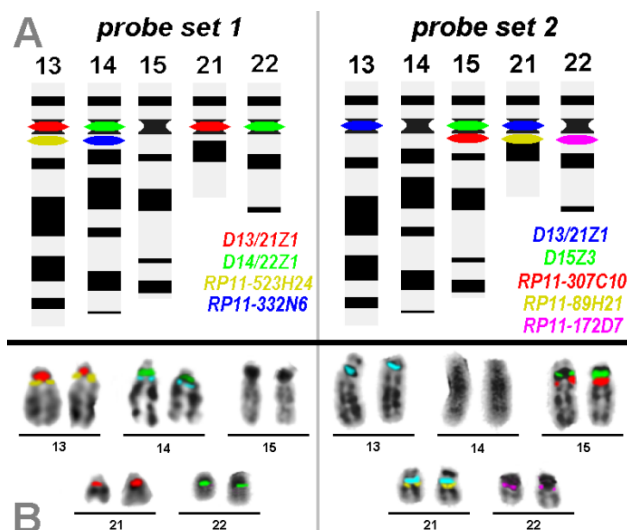 A
probe set 1
probe set 2
13 14 15 21 22
13 14 15 21 22
D13/21Z1
D14/22Z1
RP11-523H24
RP11-332N6
D13/21Z1
D15Z3
RP11-307C10
RP11-89H21
RP11-172D7
13 14 15
13 14 15
B
21 22
21 22